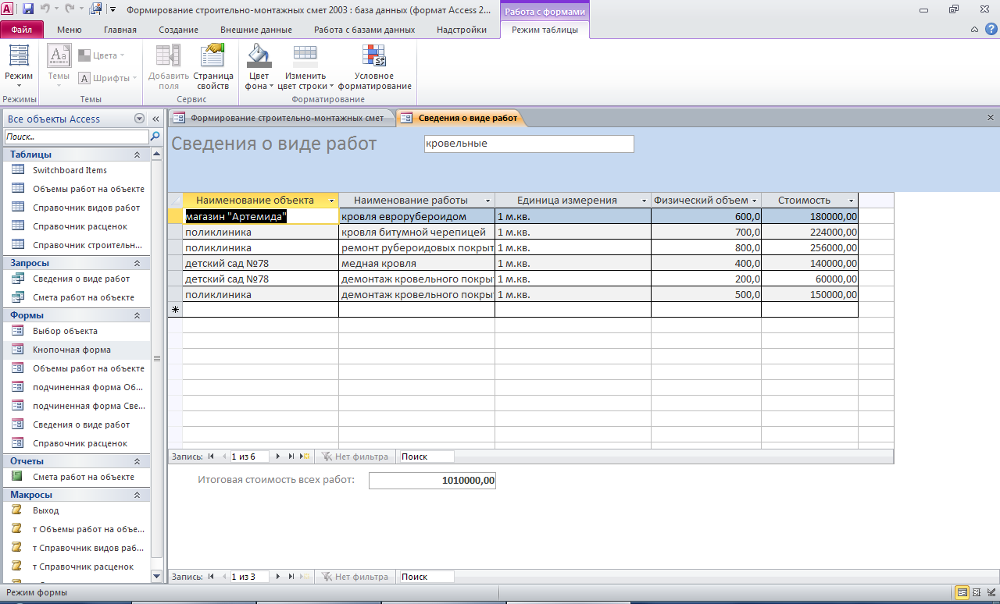 Формирование строительно-монтажных смет 2003 : база данных (формат Access 2...
Работа с формами
Файл Меню Главная Создание Внешние данные Работа с базами данных Надстройки Режим таблицы
Режим
Режимы
Aa Темы
Цвета
A Шрифты
Темы
Добавить поля
Страница свойств
Сервис
Цвет фона
Изменить цвет строки
Условное форматирование
Форматирование
Все объекты Access «
Поиск...
Таблицы
Switchboard Items
Объемы работ на объекте
Справочник видов работ
Справочник расценок
Справочник строительн...
Запросы
Сведения о виде работ
Смета работ на объекте
Формы
Выбор объекта
Кнопочная форма
Объемы работ на объекте
подчиненная форма Об...
подчиненная форма Све...
Сведения о виде работ
Справочник расценок
Отчеты
Смета работ на объекте
Макросы
Выход
т Объемы работ на объе...
т Справочник видов раб...
т Справочник расценок
Формирование строительно-монтажных смет
Сведения о виде работ
Сведения о виде работ кровельные
Наименование объекта Наименование работы Единица измерения Физический объем Стоимость
магазин "Артемида" кровля еврорубероидом 1 м.кв. 600,0 180000,00
поликлиника кровля битумной черепицей 1 м.кв. 700,0 224000,00
поликлиника ремонт рубероидовых покрыт 1 м.кв. 800,0 256000,00
детский сад №78 медная кровля 1 м.кв. 400,0 140000,00
детский сад №78 демонтаж кровельного покры 1 м.кв. 200,0 60000,00
поликлиника демонтаж кровельного покры 1 м.кв. 500,0 150000,00
Запись: 1 из 6 Нет фильтра Поиск
Итоговая стоимость всех работ: 1010000,00
Запись: 1 из 3 Нет фильтра Поиск
Режим формы